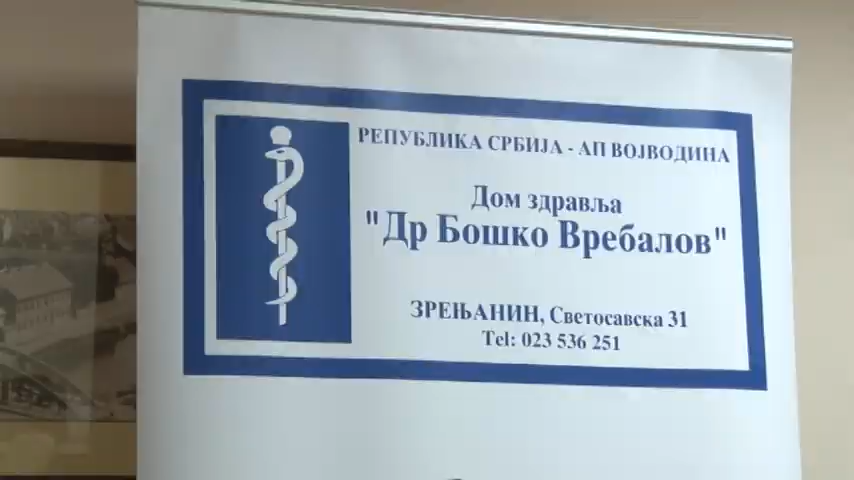 РЕПУБЛИКА СРБИЈА - АП ВОЈВОДИНА
Дом здравља
"Др Бошко Вребалов"
ЗРЕЊАНИН, Светосавска 31
Tel: 023 536 251